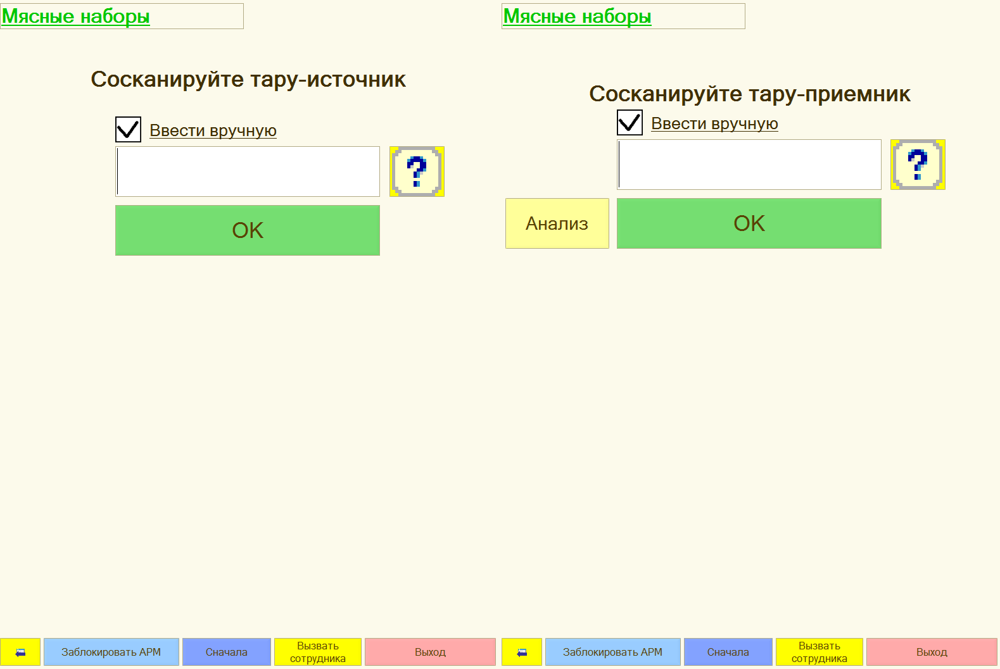 Мясные наборы
Сосканируйте тару-источник
Ввести вручную
?
OK
Заблокировать АРМ
Сначала
Вызвать
сотрудника
Выход
Мясные наборы
Сосканируйте тару-приемник
Ввести вручную
?
Анализ
OK
Заблокировать АРМ
Сначала
Вызвать
сотрудника
Выход